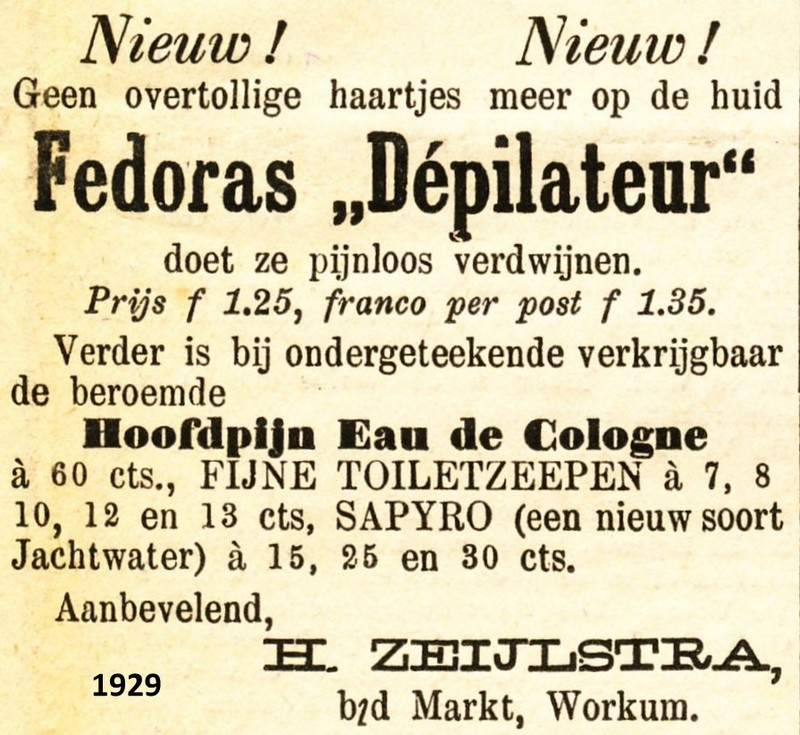 Nieuw! Nieuw!
Geen overtollige haartjes meer op de huid
Fedoras „Dépilateur“
doet ze pijnloos verdwijnen.
Prijs f 1.25, franco per post f 1.35.
Verder is bij ondergeteekende verkrijgbaar
de beroemde
Hoofdpijn Eau de Cologne
à 60 cts., FIJNE TOILETZEEPEN à 7, 8
10, 12 en 13 cts, SAPYRO (een nieuw soort
Jachtwater) à 15, 25 en 30 cts.
Aanbevelend,
H. ZEIJLSTRA,
1929
b/d Markt, Workum.